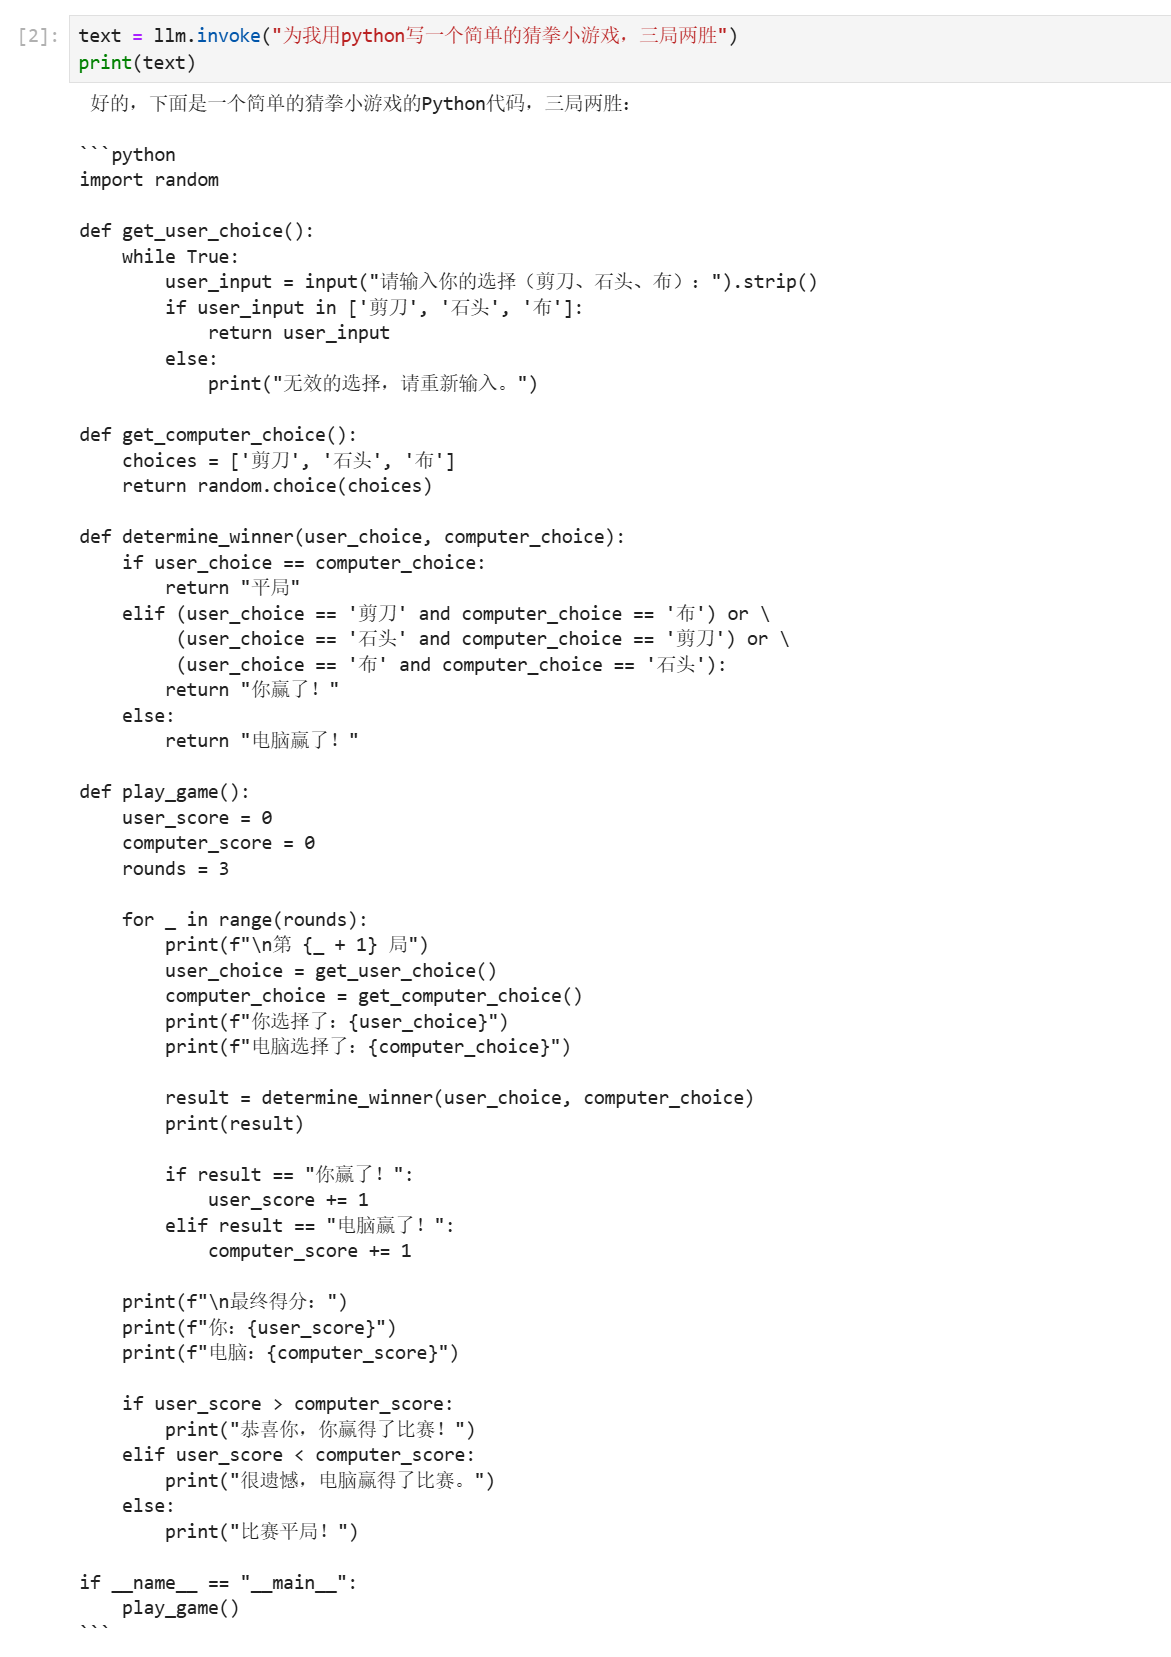 [2]: text = llm.invoke("为我用python写一个简单的猜拳小游戏，三局两胜")
print(text)
好的，下面是一个简单的猜拳小游戏的Python代码，三局两胜：

```python
import random

def get_user_choice():
    while True:
        user_input = input("请输入你的选择（剪刀、石头、布）：").strip()
        if user_input in ['剪刀', '石头', '布']:
            return user_input
        else:
            print("无效的选择，请重新输入。")

def get_computer_choice():
    choices = ['剪刀', '石头', '布']
    return random.choice(choices)

def determine_winner(user_choice, computer_choice):
    if user_choice == computer_choice:
        return "平局"
    elif (user_choice == '剪刀' and computer_choice == '布') or \
         (user_choice == '石头' and computer_choice == '剪刀') or \
         (user_choice == '布' and computer_choice == '石头'):
        return "你赢了！"
    else:
        return "电脑赢了！"

def play_game():
    user_score = 0
    computer_score = 0
    rounds = 3

    for _ in range(rounds):
        print(f"\n第 {_ + 1} 局")
        user_choice = get_user_choice()
        computer_choice = get_computer_choice()
        print(f"你选择了：{user_choice}")
        print(f"电脑选择了：{computer_choice}")

        result = determine_winner(user_choice, computer_choice)
        print(result)

        if result == "你赢了！":
            user_score += 1
        elif result == "电脑赢了！":
            computer_score += 1

    print(f"\n最终得分：")
    print(f"你：{user_score}")
    print(f"电脑：{computer_score}")

    if user_score > computer_score:
        print("恭喜你，你赢得了比赛！")
    elif user_score < computer_score:
        print("很遗憾，电脑赢得了比赛。")
    else:
        print("比赛平局！")

if __name__ == "__main__":
    play_game()
```